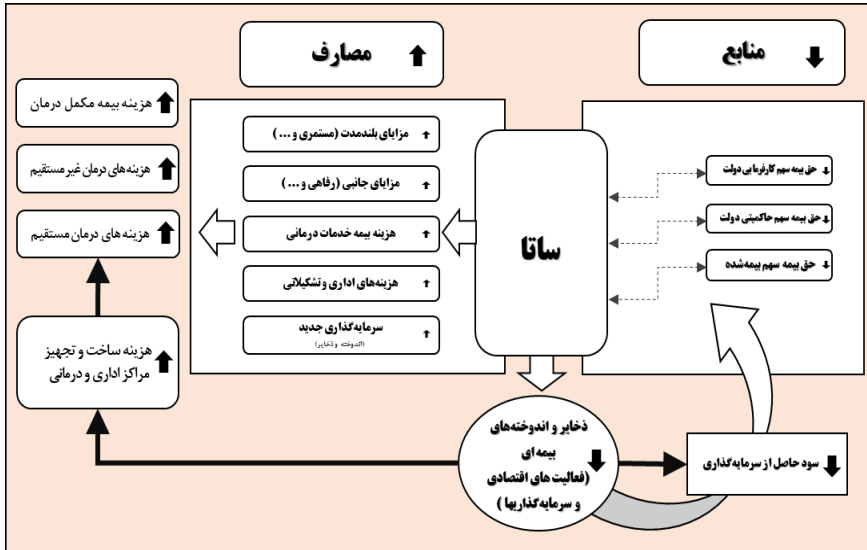 منابع
مصارف
حق بیمه سهم کارفرمایی دولت
حق بیمه سهم حاکمیتی دولت
حق بیمه سهم بیمه‌شده
ساتا
مزایای بلندمدت (مستمری و ... )
مزایای جانبی (رفاهی و ... )
هزینه بیمه خدمات درمانی
هزینه‌های اداری و تشکیلاتی
سرمایه‌گذاری جدید
(اندوخته و ذخایر)
هزینه بیمه مکمل درمان
هزینه‌های درمان غیر مستقیم
هزینه های درمان مستقیم
هزینه ساخت و تجهیز
مراکز اداری و درمانی
ذخایر و اندوخته‌های
بیمه ای
(فعالیت های اقتصادی
و سرمایه‌گذاریها )
سود حاصل از سرمایه‌گذاری